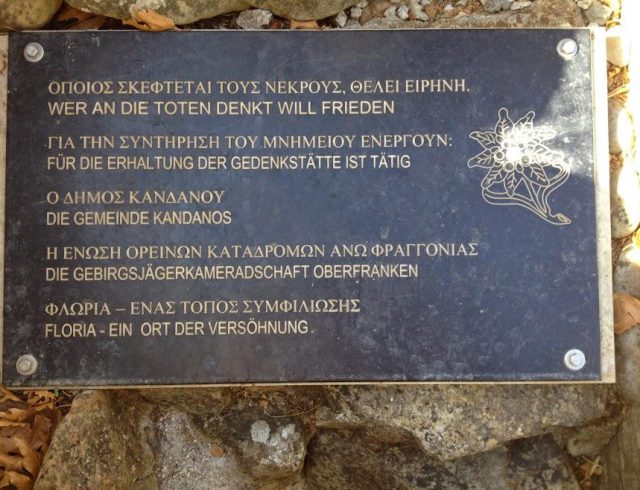 ΟΠΟΙΟΣ ΣΚΕΦΤΕΤΑΙ ΤΟΥΣ ΝΕΚΡΟΥΣ, ΘΕΛΕΙ ΕΙΡΗΝΗ.
WER AN DIE TOTEN DENKT WILL FRIEDEN
ΓΙΑ ΤΗΝ ΣΥΝΤΗΡΗΣΗ ΤΟΥ ΜΝΗΜΕΙΟΥ ΕΝΕΡΓΟΥΝ:
FÜR DIE ERHALTUNG DER GEDENKSTÄTTE IST TÄTIG
Ο ΔΗΜΟΣ ΚΑΝΔΑΝΟΥ
DIE GEMEINDE KANDANOS
Η ΕΝΩΣΗ ΟΡΕΙΝΩΝ ΚΑΤΑΔΡΟΜΩΝ ΑΝΩ ΦΡΑΓΓΟΝΙΑΣ
DIE GEBIRGSJÄGERKAMERADSCHAFT OBERFRANKEN
ΦΛΩΡΙΑ – ΕΝΑΣ ΤΟΠΟΣ ΣΥΜΦΙΛΙΩΣΗΣ
FLORIA - EIN ORT DER VERSÖHNUNG